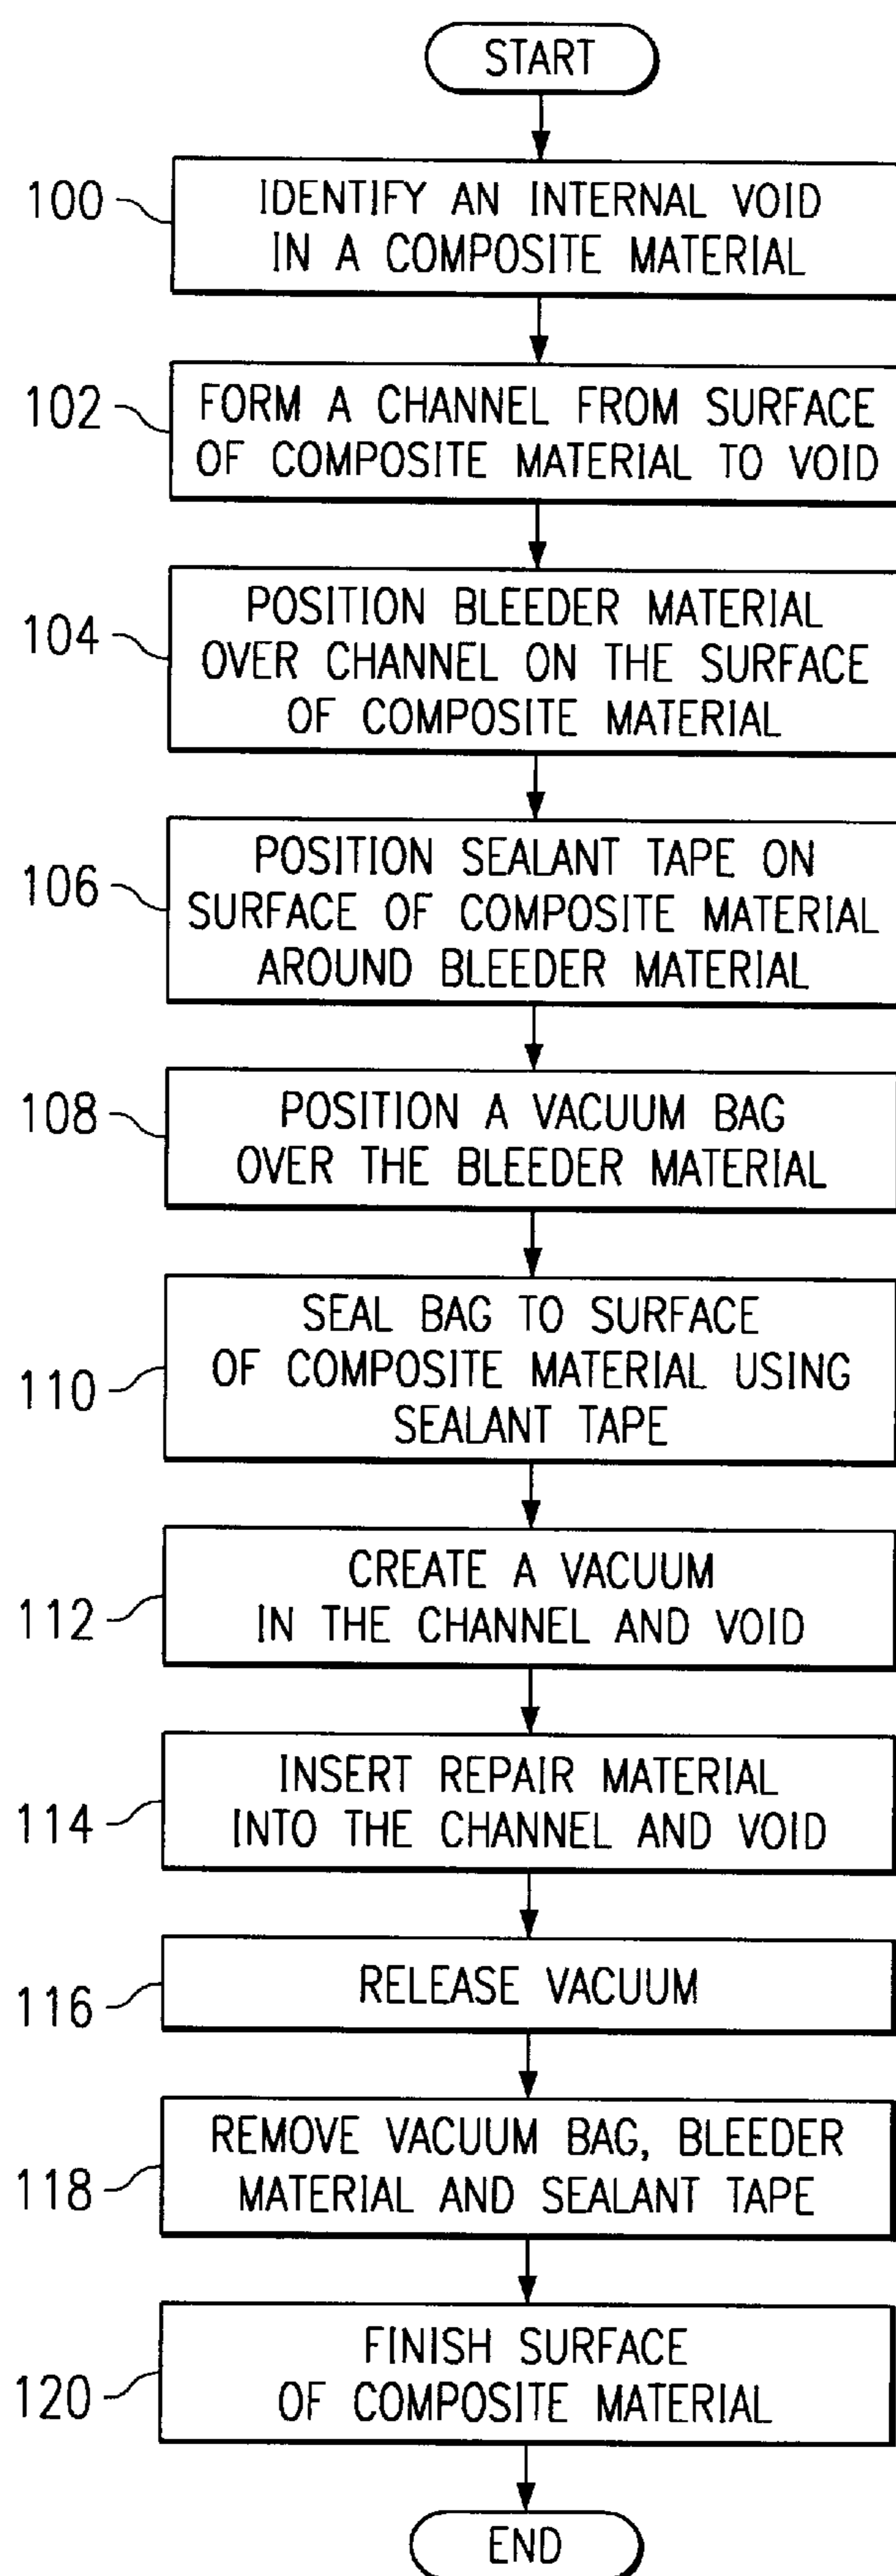 START
100
IDENTIFY AN INTERNAL VOID
IN A COMPOSITE MATERIAL
102
FORM A CHANNEL FROM SURFACE
OF COMPOSITE MATERIAL TO VOID
104
POSITION BLEEDER MATERIAL
OVER CHANNEL ON THE SURFACE
OF COMPOSITE MATERIAL
106
POSITION SEALANT TAPE ON
SURFACE OF COMPOSITE MATERIAL
AROUND BLEEDER MATERIAL
108
POSITION A VACUUM BAG
OVER THE BLEEDER MATERIAL
110
SEAL BAG TO SURFACE
OF COMPOSITE MATERIAL USING
SEALANT TAPE
112
CREATE A VACUUM
IN THE CHANNEL AND VOID
114
INSERT REPAIR MATERIAL
INTO THE CHANNEL AND VOID
116
RELEASE VACUUM
118
REMOVE VACUUM BAG, BLEEDER
MATERIAL AND SEALANT TAPE
120
FINISH SURFACE
OF COMPOSITE MATERIAL
END